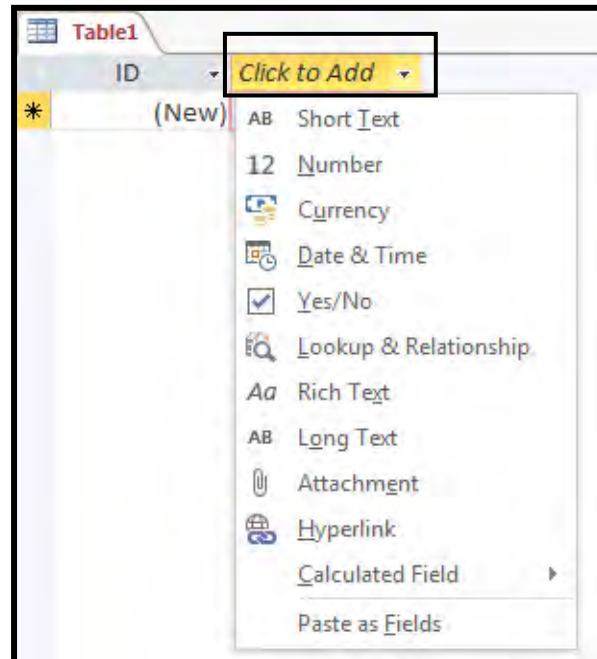 Table1
ID Click to Add
* (New)
AB Short Text
12 Number
Currency
Date & Time
Yes/No
Lookup & Relationship
Aa Rich Text
AB Long Text
Attachment
Hyperlink
Calculated Field
Paste as Fields